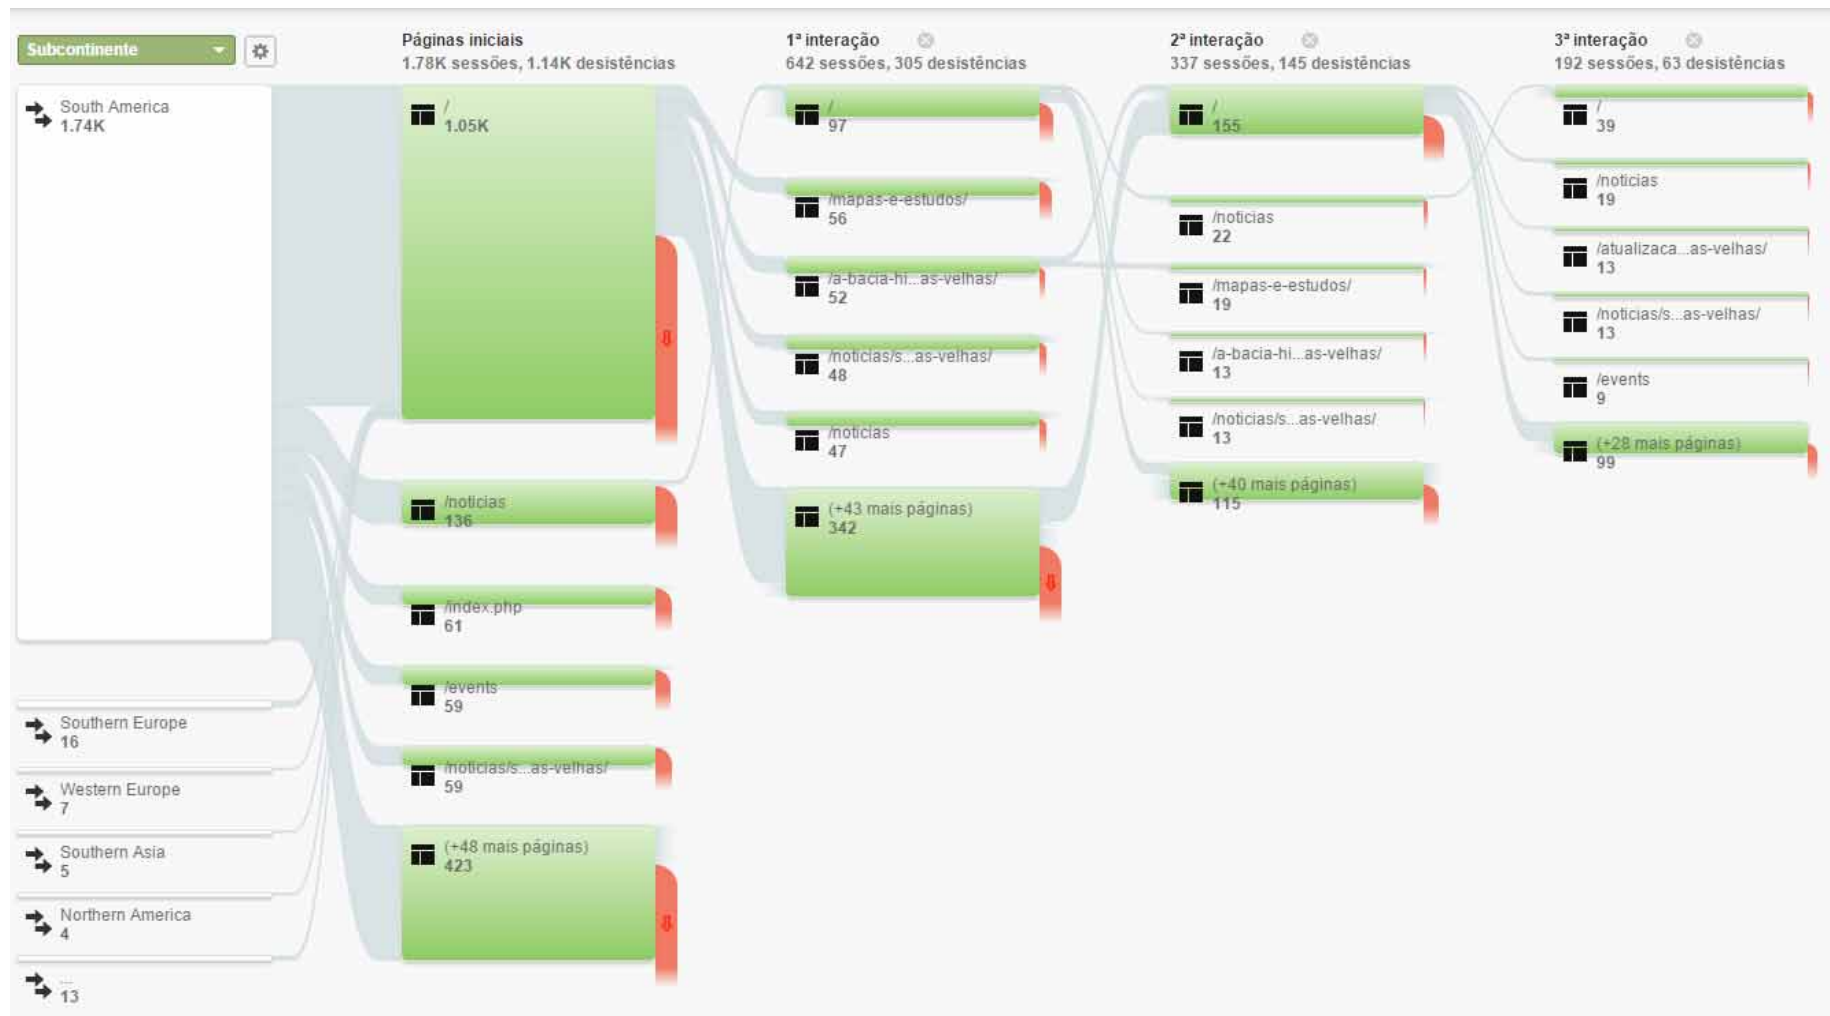 Subcontinente
South America
1.74K
Southern Europe
16
Western Europe
7
Southern Asia
5
Northern America
4
...
13
Páginas iniciais
1.78K sessões, 1.14K desistências
/
1.05K
/noticias
136
/index.php
61
/events
59
/noticias/s...as-velhas/
59
(+48 mais páginas)
423
1ª interação
642 sessões, 305 desistências
/
97
/mapas-e-estudos/
56
/a-bacia-hi...as-velhas/
52
/noticias/s...as-velhas/
48
/noticias
47
(+43 mais páginas)
342
2ª interação
337 sessões, 145 desistências
/
155
/noticias
22
/mapas-e-estudos/
19
/a-bacia-hi...as-velhas/
13
/noticias/s...as-velhas/
13
(+40 mais páginas)
115
3ª interação
192 sessões, 63 desistências
/
39
/noticias
19
/atualizaca...as-velhas/
13
/noticias/s...as-velhas/
13
/events
9
(+28 mais páginas)
99